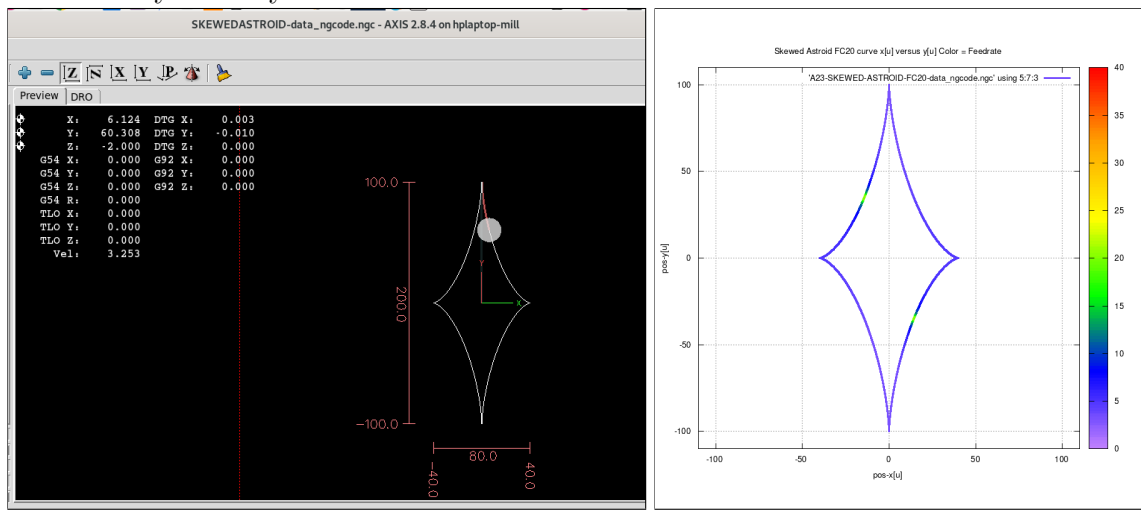 SKEWEDASTROID-data_ngcode.ngc - AXIS 2.8.4 on hplaptop-mill
Z N X Y P
Preview DRO
X: 6.124 DTG X: 0.003
Y: 60.308 DTG Y: -0.010
Z: -2.000 DTG Z: 0.000
G54 X: 0.000 G92 X: 0.000
G54 Y: 0.000 G92 Y: 0.000
G54 Z: 0.000 G92 Z: 0.000
G54 R: 0.000
TLO X: 0.000
TLO Y: 0.000
TLO Z: 0.000
Vel: 3.253
100.0
200.0
-100.0
Y
X
80.0
-40.0
40.0
Skewed Astroid FC20 curve x[u] versus y[u] Color = Feedrate
'A23-SKEWED-ASTROID-FC20-data_ngcode.ngc' using 5:7:3
100
50
0
-50
-100
pos-y[u]
-100 -50 0 50 100
pos-x[u]
40
35
30
25
20
15
10
5
0